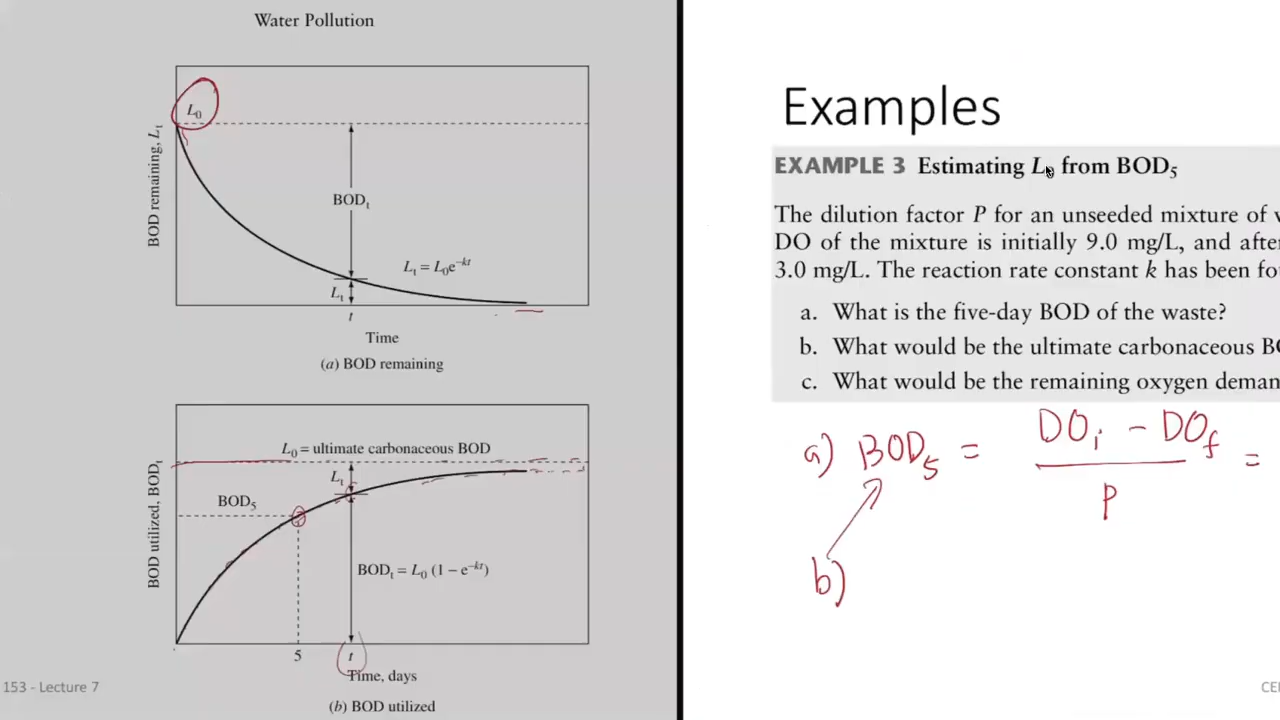 Water Pollution
L₀
BOD remaining, Lₜ
BODₜ
Lₜ = L₀e⁻ᵏᵗ
Lₜ
t
Time
(a) BOD remaining
L₀ = ultimate carbonaceous BOD
Lₜ
BOD₅
BOD utilized, BODₜ
BODₜ = L₀ (1 − e⁻ᵏᵗ)
5
t
Time, days
(b) BOD utilized
153 - Lecture 7
Examples
EXAMPLE 3 Estimating L₀ from BOD₅
The dilution factor P for an unseeded mixture of
DO of the mixture is initially 9.0 mg/L, and after
3.0 mg/L. The reaction rate constant k has been
a. What is the five-day BOD of the waste?
b. What would be the ultimate carbonaceous
c. What would be the remaining oxygen
a) BOD₅ = DOᵢ − DO_f / P =
b)